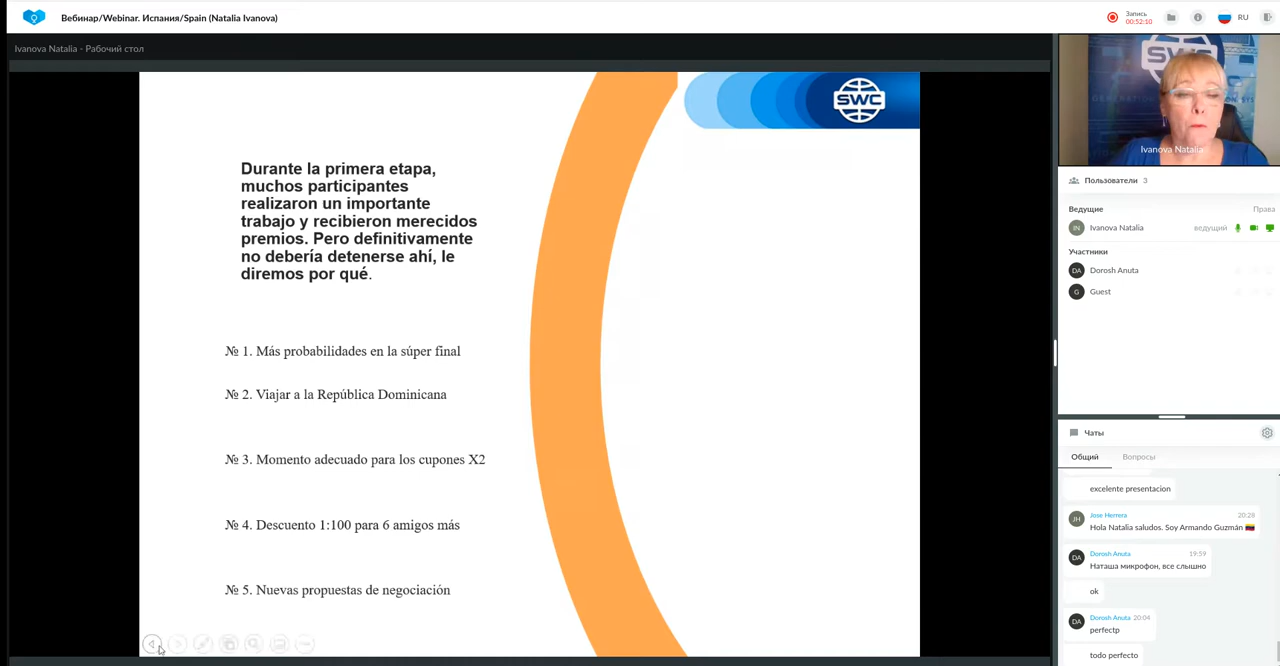 Вебинар/Webinar. Испания/Spain (Natalia Ivanova)
Запись
00:52:10
RU
Ivanova Natalia - Рабочий стол
SWC
Durante la primera etapa,
muchos participantes
realizaron un importante
trabajo y recibieron merecidos
premios. Pero definitivamente
no debería detenerse ahí, le
diremos por qué.
№ 1. Más probabilidades en la súper final
№ 2. Viajar a la República Dominicana
№ 3. Momento adecuado para los cupones X2
№ 4. Descuento 1:100 para 6 amigos más
№ 5. Nuevas propuestas de negociación
SWC
Ivanova Natalia
Пользователи 3
Ведущие Права
IN Ivanova Natalia ведущий
Участники
DA Dorosh Anuta
G Guest
Чаты
Общий Вопросы
excelente presentacion
JH Jose Herrera 20:28
Hola Natalia saludos. Soy Armando Guzmán
DA Dorosh Anuta 19:59
Наташа микрофон, все слышно
ok
DA Dorosh Anuta 20:04
perfectp
todo perfecto